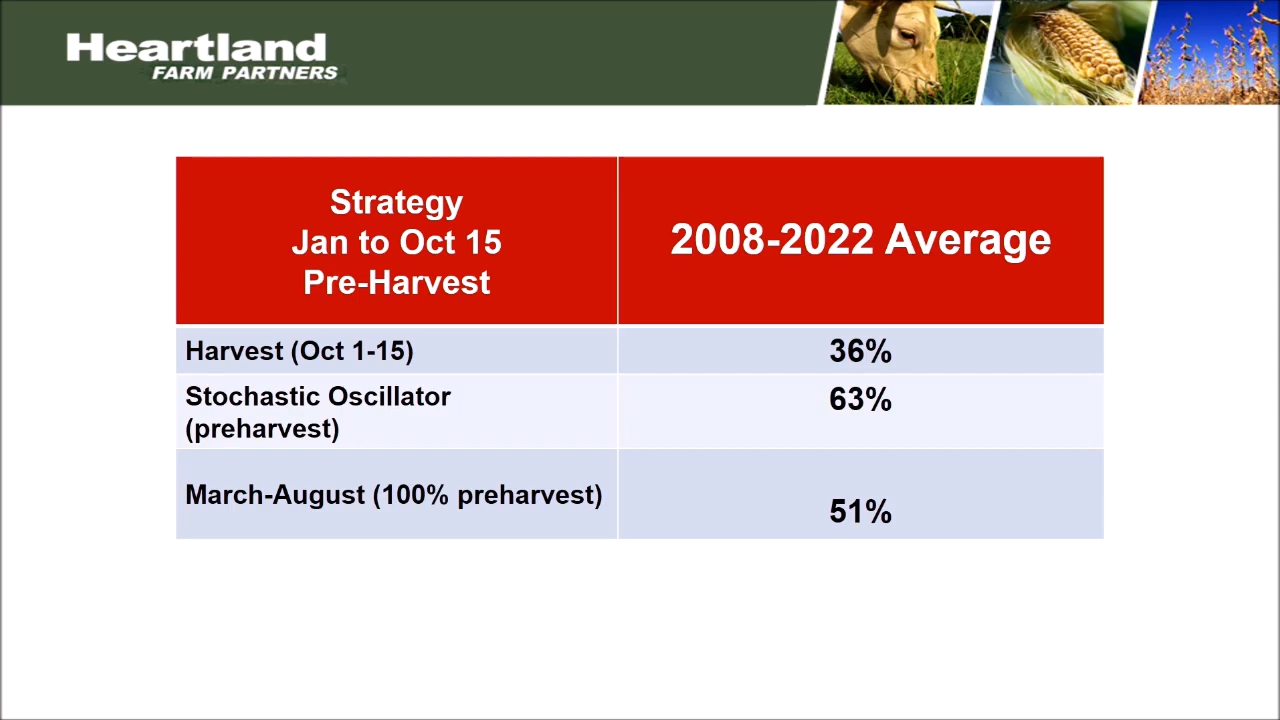 Heartland
FARM PARTNERS
Strategy
Jan to Oct 15
Pre-Harvest
2008-2022 Average
Harvest (Oct 1-15)
36%
Stochastic Oscillator
(preharvest)
63%
March-August (100% preharvest)
51%